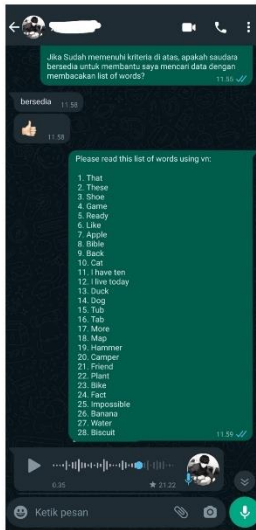 Jika Sudah memenuhi kriteria di atas, apakah saudara
bersedia untuk membantu saya mencari data dengan
membacakan list of words?
11.55
bersedia 11.58
11.58
Please read this list of words using vn:
1. That
2. These
3. Shoe
4. Game
5. Ready
6. Like
7. Apple
8. Bible
9. Back
10. Cat
11. I have ten
12. I live today
13. Duck
14. Dog
15. Tub
16. Tab
17. More
18. Map
19. Hammer
20. Camper
21. Friend
22. Plant
23. Bike
24. Fact
25. Impossible
26. Banana
27. Water
28. Biscuit
11.59
0.35 21.22
Ketik pesan